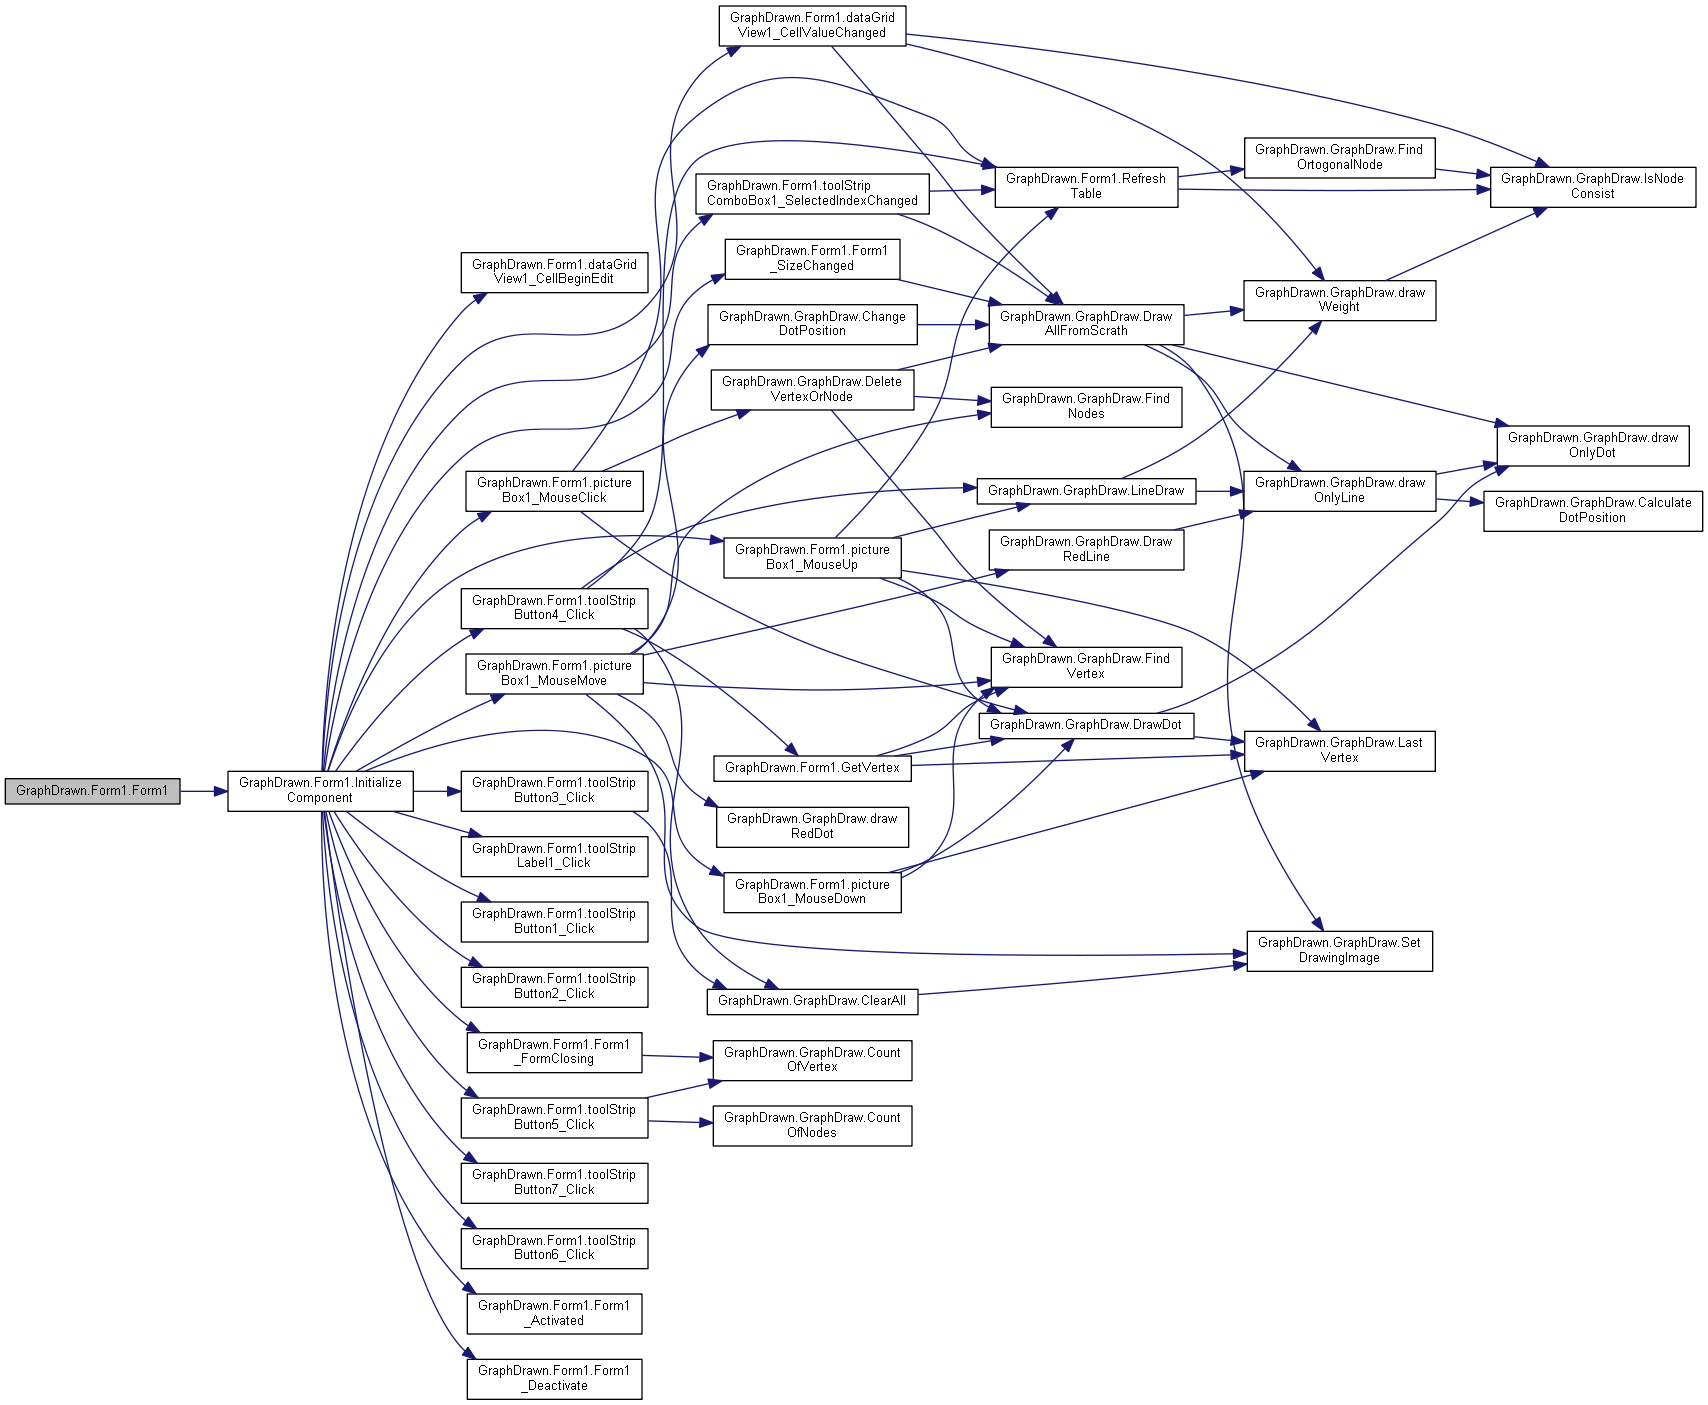 GraphDrawn.Form1.Form1
GraphDrawn.Form1.Initialize
Component
GraphDrawn.Form1.dataGrid
View1_CellBeginEdit
GraphDrawn.Form1.picture
Box1_MouseClick
GraphDrawn.Form1.toolStrip
Button4_Click
GraphDrawn.Form1.picture
Box1_MouseMove
GraphDrawn.Form1.toolStrip
Button3_Click
GraphDrawn.Form1.toolStrip
Label1_Click
GraphDrawn.Form1.toolStrip
Button1_Click
GraphDrawn.Form1.toolStrip
Button2_Click
GraphDrawn.Form1.Form1
_FormClosing
GraphDrawn.Form1.toolStrip
Button5_Click
GraphDrawn.Form1.toolStrip
Button7_Click
GraphDrawn.Form1.toolStrip
Button6_Click
GraphDrawn.Form1.Form1
_Activated
GraphDrawn.Form1.Form1
_Deactivate
GraphDrawn.Form1.dataGrid
View1_CellValueChanged
GraphDrawn.Form1.toolStrip
ComboBox1_SelectedIndexChanged
GraphDrawn.Form1.Form1
_SizeChanged
GraphDrawn.GraphDraw.Change
DotPosition
GraphDrawn.GraphDraw.Delete
VertexOrNode
GraphDrawn.Form1.picture
Box1_MouseUp
GraphDrawn.Form1.GetVertex
GraphDrawn.GraphDraw.draw
RedDot
GraphDrawn.Form1.picture
Box1_MouseDown
GraphDrawn.GraphDraw.ClearAll
GraphDrawn.GraphDraw.Count
OfVertex
GraphDrawn.GraphDraw.Count
OfNodes
GraphDrawn.Form1.Refresh
Table
GraphDrawn.GraphDraw.Draw
AllFromScrath
GraphDrawn.GraphDraw.Find
Nodes
GraphDrawn.GraphDraw.LineDraw
GraphDrawn.GraphDraw.Draw
RedLine
GraphDrawn.GraphDraw.Find
Vertex
GraphDrawn.GraphDraw.DrawDot
GraphDrawn.GraphDraw.Find
OrtogonalNode
GraphDrawn.GraphDraw.draw
Weight
GraphDrawn.GraphDraw.draw
OnlyLine
GraphDrawn.GraphDraw.Last
Vertex
GraphDrawn.GraphDraw.Set
DrawingImage
GraphDrawn.GraphDraw.IsNode
Consist
GraphDrawn.GraphDraw.draw
OnlyDot
GraphDrawn.GraphDraw.Calculate
DotPosition